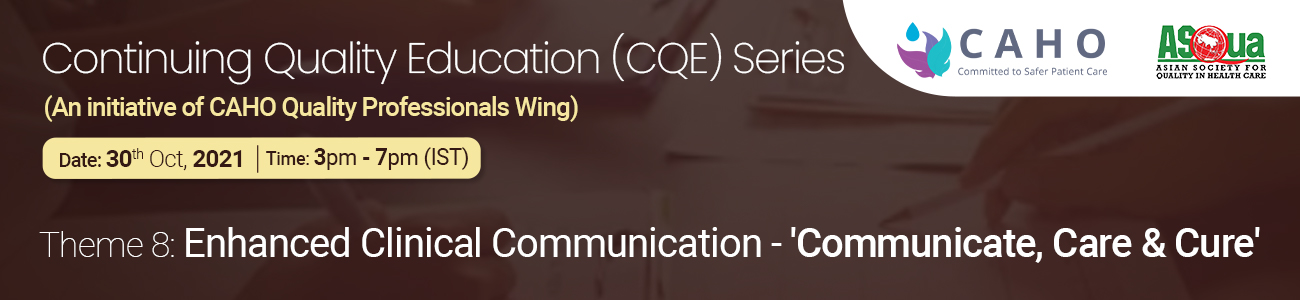 Continuing Quality Education (CQE) Series
(An initiative of CAHO Quality Professionals Wing)
Date: 30th Oct, 2021 | Time: 3pm - 7pm (IST)
Theme 8: Enhanced Clinical Communication - 'Communicate, Care & Cure'
CAHO
Committed to Safer Patient Care
ASQua
ASIAN SOCIETY FOR
QUALITY IN HEALTH CARE